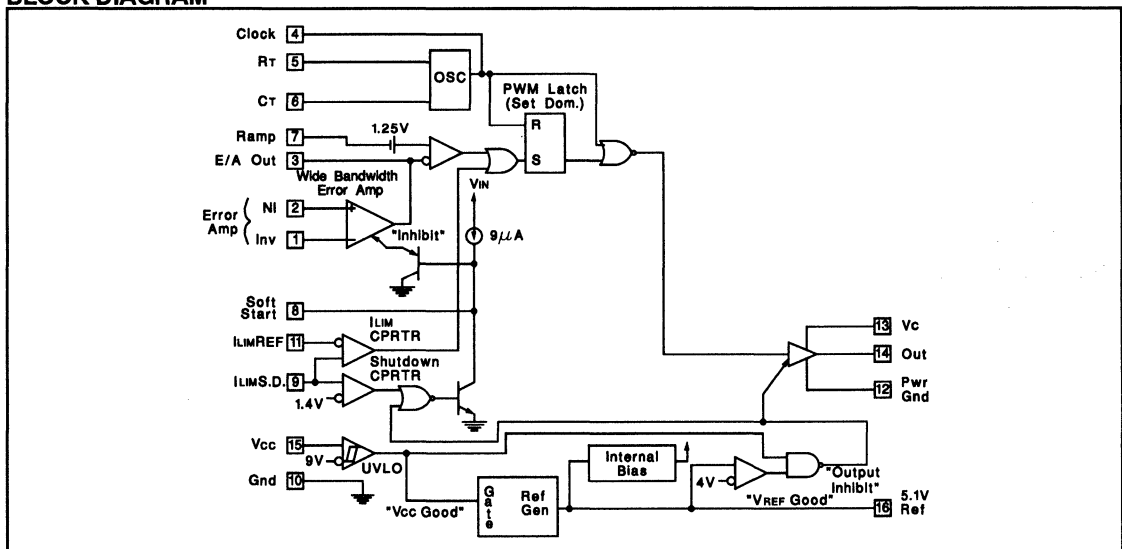 BLOCK DIAGRAM
Clock 4
RT 5
OSC
CT 6
PWM Latch
(Set Dom.)
R
S
Ramp 7
1.25V
E/A Out 3
Wide Bandwidth
Error Amp
VIN
9μA
Error
Amp
NI 2
Inv 1
"Inhibit"
Soft
Start 8
ILIM
CPRTR
ILIMREF 11
Shutdown
CPRTR
ILIMS.D. 9
1.4V
13 Vc
14 Out
12 Pwr
Gnd
Vcc 15
9V
UVLO
Gnd 10
Internal
Bias
4V
"Output
Inhibit"
"VREF Good"
"Vcc Good"
Gate
Ref
Gen
16 5.1V
Ref